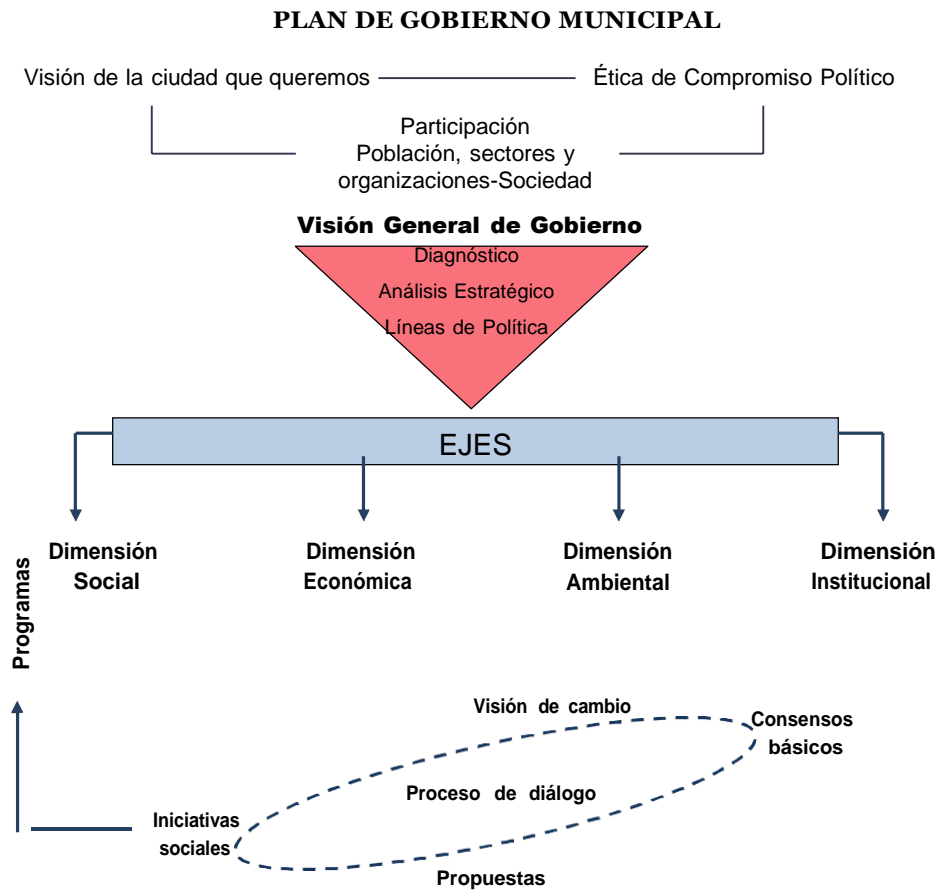 PLAN DE GOBIERNO MUNICIPAL
Visión de la ciudad que queremos
Ética de Compromiso Político
Participación
Población, sectores y
organizaciones-Sociedad
Visión General de Gobierno
Diagnóstico
Análisis Estratégico
Líneas de Política
EJES
Dimensión
Social
Dimensión
Económica
Dimensión
Ambiental
Dimensión
Institucional
Programas
Visión de cambio
Consensos
básicos
Proceso de diálogo
Iniciativas
sociales
Propuestas